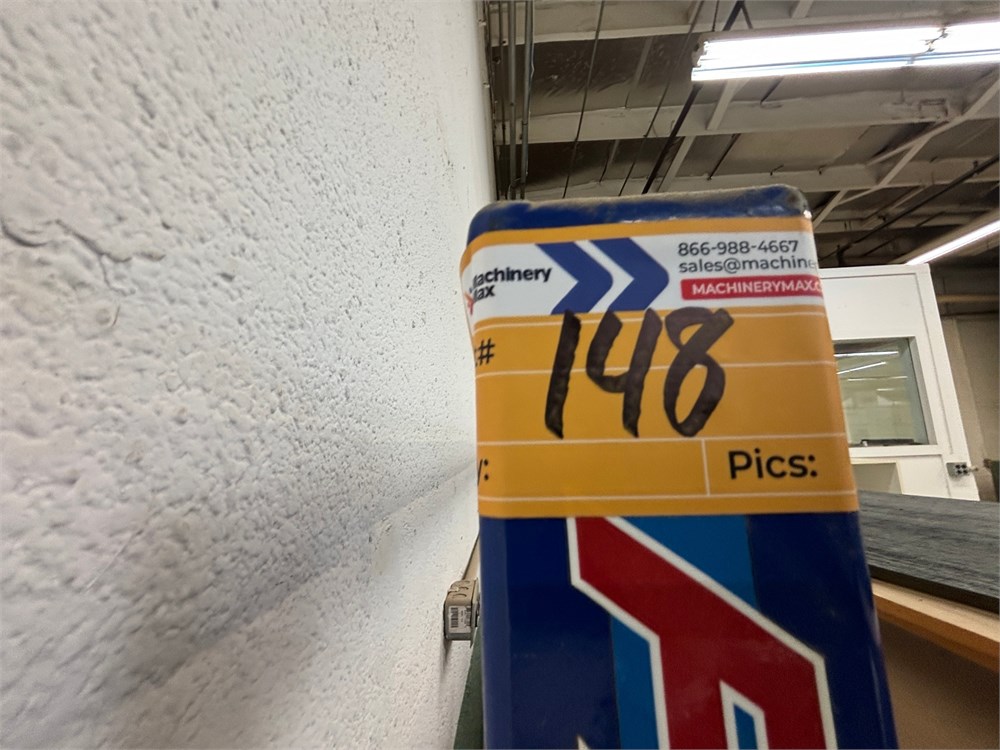 Machinery
Max
866-988-4667
sales@machine
MACHINERYMAX.C
#
148
y:
Pics: